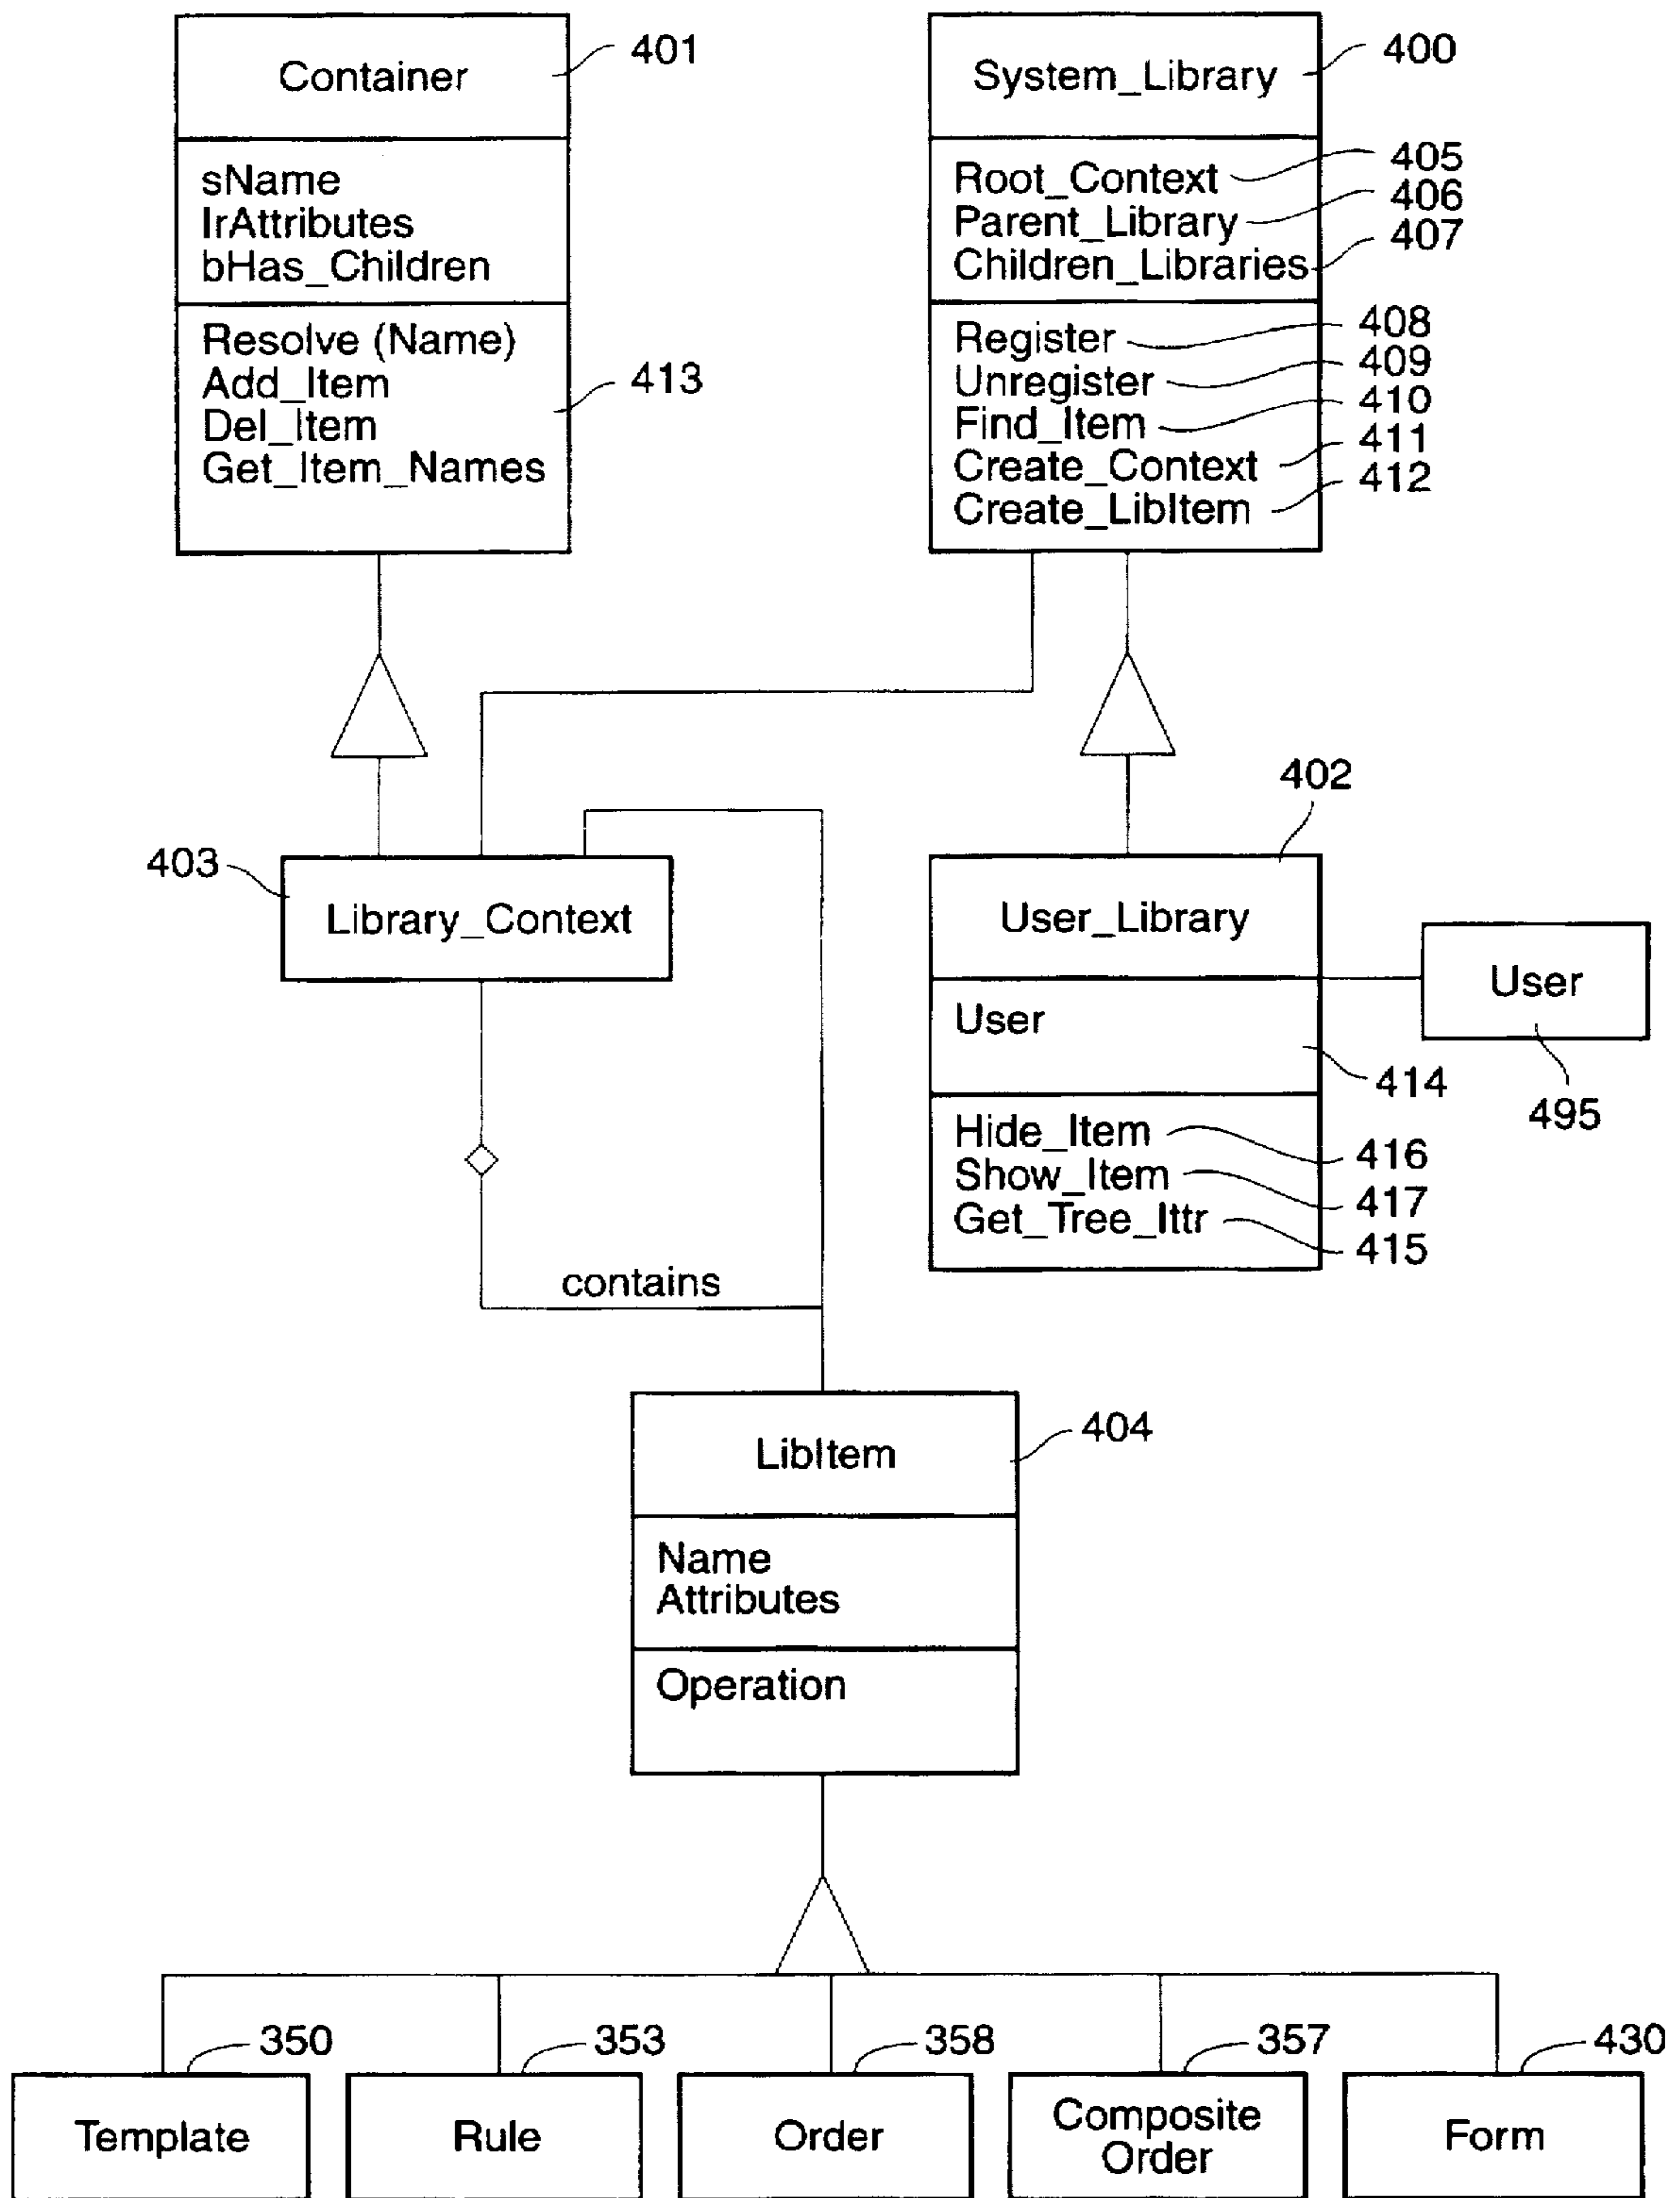 Container
401
sName
IrAttributes
bHas_Children
Resolve (Name)
Add_Item
Del_Item
Get_Item_Names
413
System_Library
400
Root_Context
405
Parent_Library
406
Children_Libraries
407
Register
408
Unregister
409
Find_Item
410
Create_Context
411
Create_LibItem
412
403
Library_Context
402
User_Library
User
414
Hide_Item
416
Show_Item
417
Get_Tree_Ittr
415
User
495
contains
LibItem
404
Name
Attributes
Operation
350
Template
353
Rule
358
Order
357
Composite
Order
430
Form